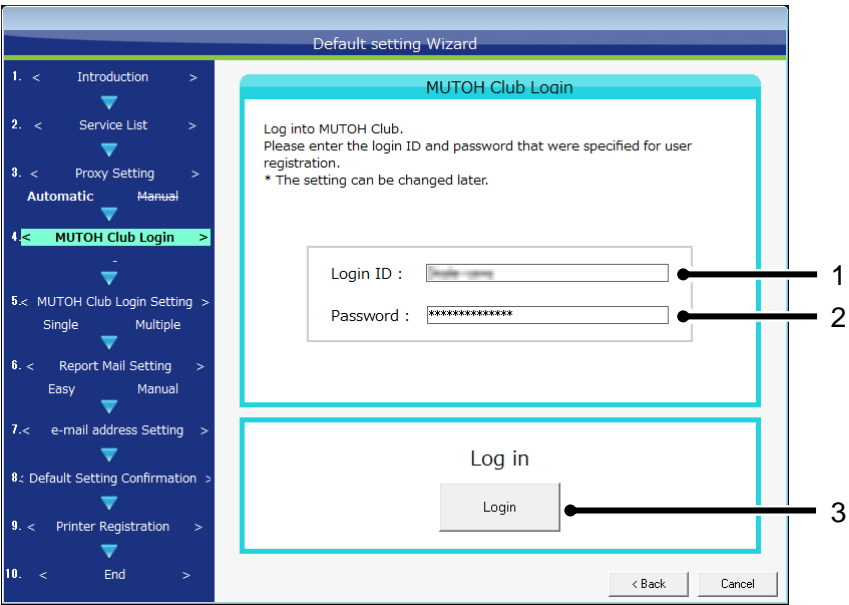 Default setting Wizard
1. < Introduction >
2. < Service List >
3. < Proxy Setting >
Automatic Manual
4.< MUTOH Club Login >
-
5.< MUTOH Club Login Setting >
Single Multiple
6. < Report Mail Setting >
Easy Manual
7.< e-mail address Setting >
8.< Default Setting Confirmation >
9. < Printer Registration >
10. < End >
MUTOH Club Login
Log into MUTOH Club.
Please enter the login ID and password that were specified for user
registration.
* The setting can be changed later.
Login ID :
1
Password : **************
2
Log in
Login
3
< Back Cancel